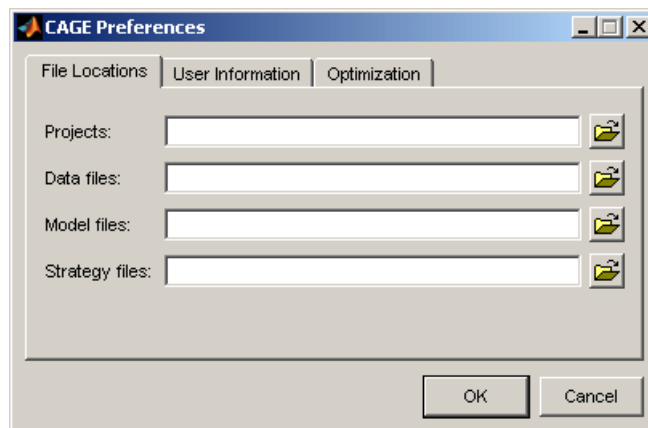 CAGE Preferences
File Locations User Information Optimization
Projects:
Data files:
Model files:
Strategy files:
OK Cancel